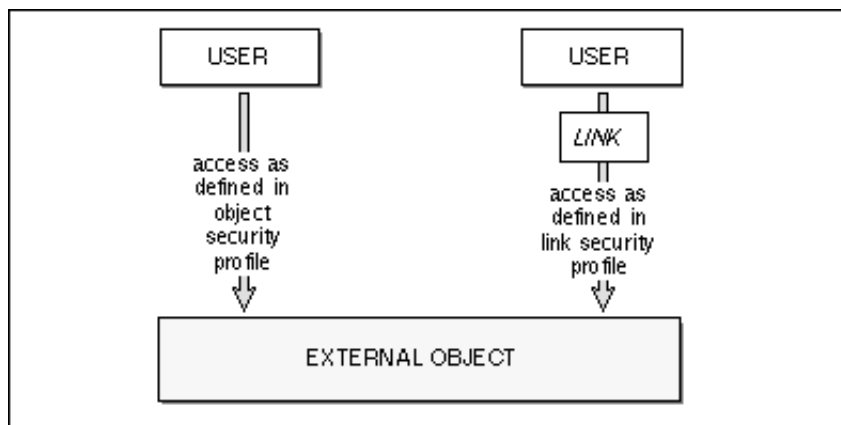 USER
access as
defined in
object
security
profile
USER
LINK
access as
defined in
link security
profile
EXTERNAL OBJECT